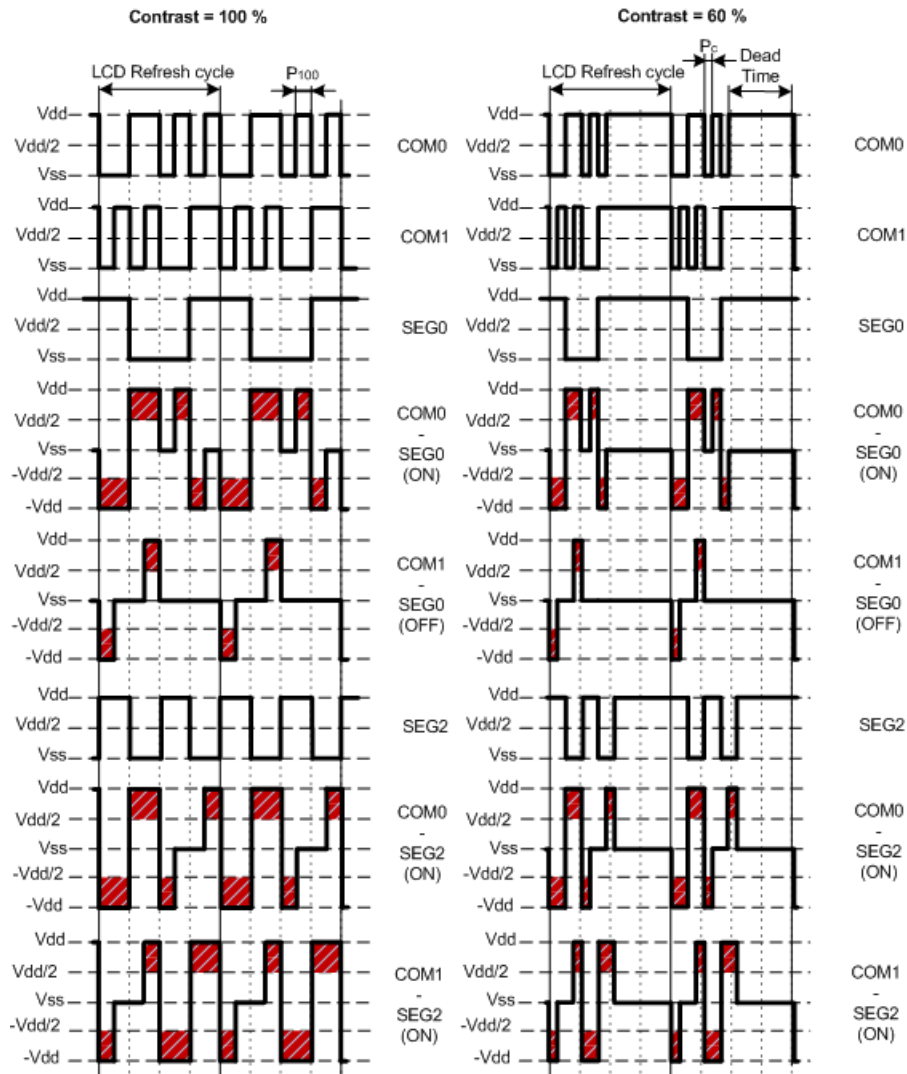 Contrast = 100 %
Contrast = 60 %
LCD Refresh cycle
P100
LCD Refresh cycle
PC
Dead
Time
Vdd
Vdd/2
Vss
COM0
Vdd
Vdd/2
Vss
COM0
Vdd
Vdd/2
Vss
COM1
Vdd
Vdd/2
Vss
COM1
Vdd
Vdd/2
Vss
SEG0
Vdd
Vdd/2
Vss
SEG0
Vdd
Vdd/2
Vss
-Vdd/2
-Vdd
COM0
-
SEG0
(ON)
Vdd
Vdd/2
Vss
-Vdd/2
-Vdd
COM0
-
SEG0
(ON)
Vdd
Vdd/2
Vss
-Vdd/2
-Vdd
COM1
-
SEG0
(OFF)
Vdd
Vdd/2
Vss
-Vdd/2
-Vdd
COM1
-
SEG0
(OFF)
Vdd
Vdd/2
Vss
SEG2
Vdd
Vdd/2
Vss
SEG2
Vdd
Vdd/2
Vss
-Vdd/2
-Vdd
COM0
-
SEG2
(ON)
Vdd
Vdd/2
Vss
-Vdd/2
-Vdd
COM0
-
SEG2
(ON)
Vdd
Vdd/2
Vss
-Vdd/2
-Vdd
COM1
-
SEG2
(ON)
Vdd
Vdd/2
Vss
-Vdd/2
-Vdd
COM1
-
SEG2
(ON)